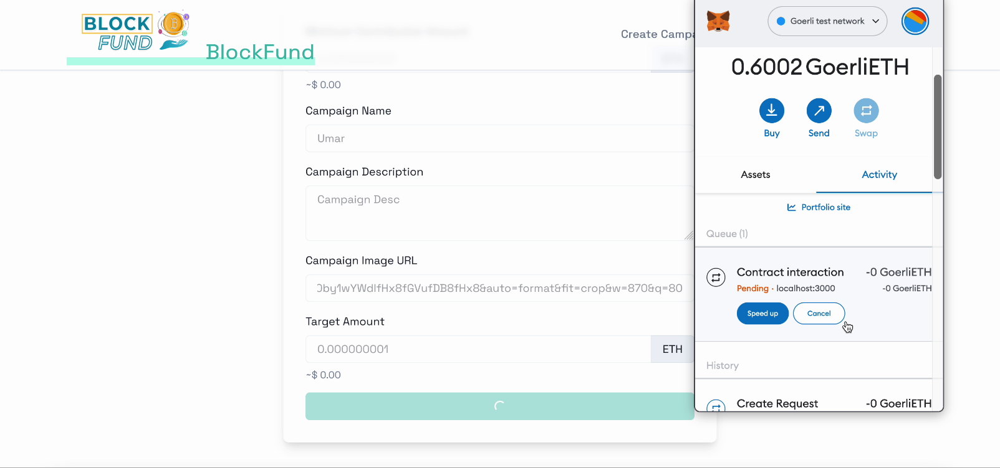 BLOCK
FUND
BlockFund
Create Campa
~$ 0.00
Campaign Name
Umar
Campaign Description
Campaign Desc
Campaign Image URL
0by1wYWdlfHx8fGVufDB8fHx8&auto=format&fit=crop&w=870&q=80
Target Amount
0.000000001
ETH
~$ 0.00
Goerli test network
0.6002 GoerliETH
Buy
Send
Swap
Assets
Activity
Portfolio site
Queue (1)
Contract interaction
-0 GoerliETH
Pending · localhost:3000
-0 GoerliETH
Speed up
Cancel
History
Create Request
-0 GoerliETH